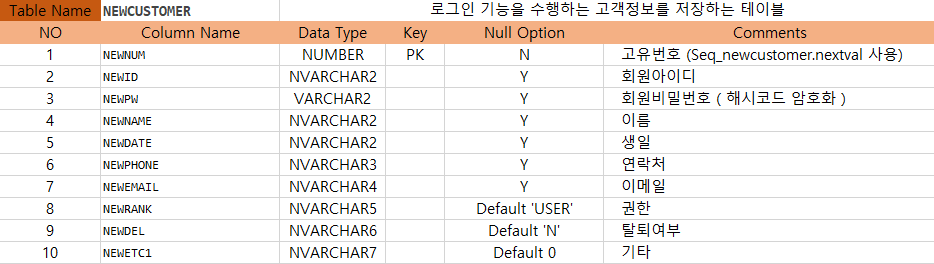 Table Name NEWCUSTOMER 로그인 기능을 수행하는 고객정보를 저장하는 테이블
NO Column Name Data Type Key Null Option Comments
1 NEWNUM NUMBER PK N 고유번호 (Seq_newcustomer.nextval 사용)
2 NEWID NVARCHAR2 Y 회원아이디
3 NEWPW VARCHAR2 Y 회원비밀번호 ( 해시코드 암호화 )
4 NEWNAME NVARCHAR2 Y 이름
5 NEWDATE NVARCHAR2 Y 생일
6 NEWPHONE NVARCHAR3 Y 연락처
7 NEWEMAIL NVARCHAR4 Y 이메일
8 NEWRANK NVARCHAR5 Default 'USER' 권한
9 NEWDEL NVARCHAR6 Default 'N' 탈퇴여부
10 NEWETC1 NVARCHAR7 Default 0 기타